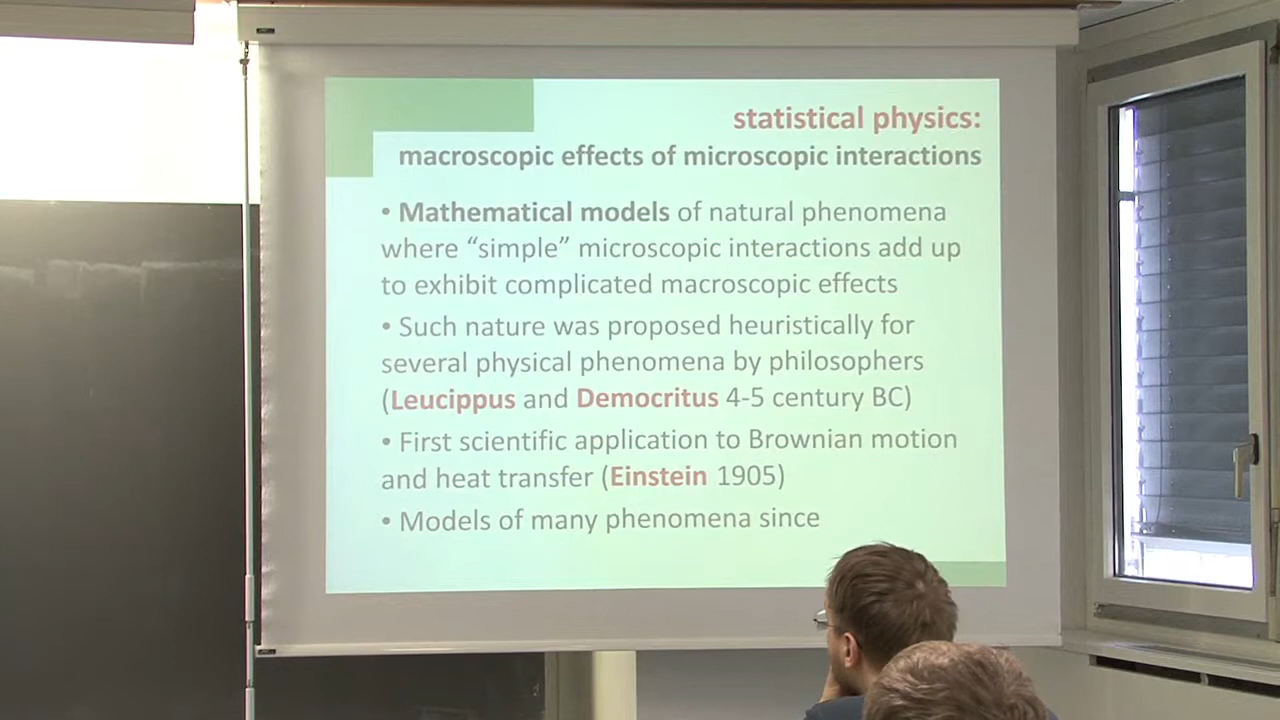 statistical physics:
macroscopic effects of microscopic interactions
• Mathematical models of natural phenomena
where “simple” microscopic interactions add up
to exhibit complicated macroscopic effects
• Such nature was proposed heuristically for
several physical phenomena by philosophers
(Leucippus and Democritus 4-5 century BC)
• First scientific application to Brownian motion
and heat transfer (Einstein 1905)
• Models of many phenomena since